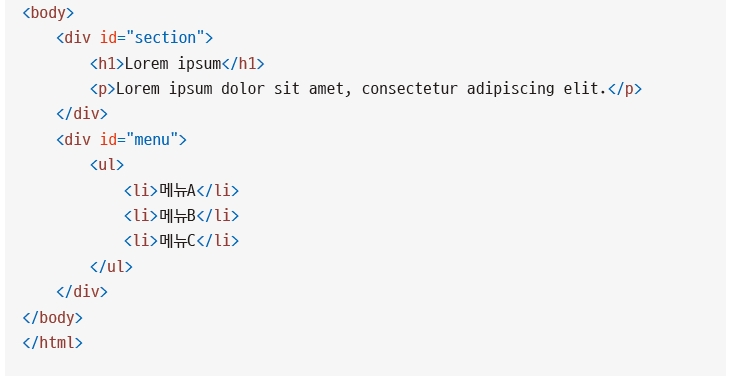 <body>
<div id="section">
<h1>Lorem ipsum</h1>
<p>Lorem ipsum dolor sit amet, consectetur adipiscing elit.</p>
</div>
<div id="menu">
<ul>
<li>메뉴A</li>
<li>메뉴B</li>
<li>메뉴C</li>
</ul>
</div>
</body>
</html>